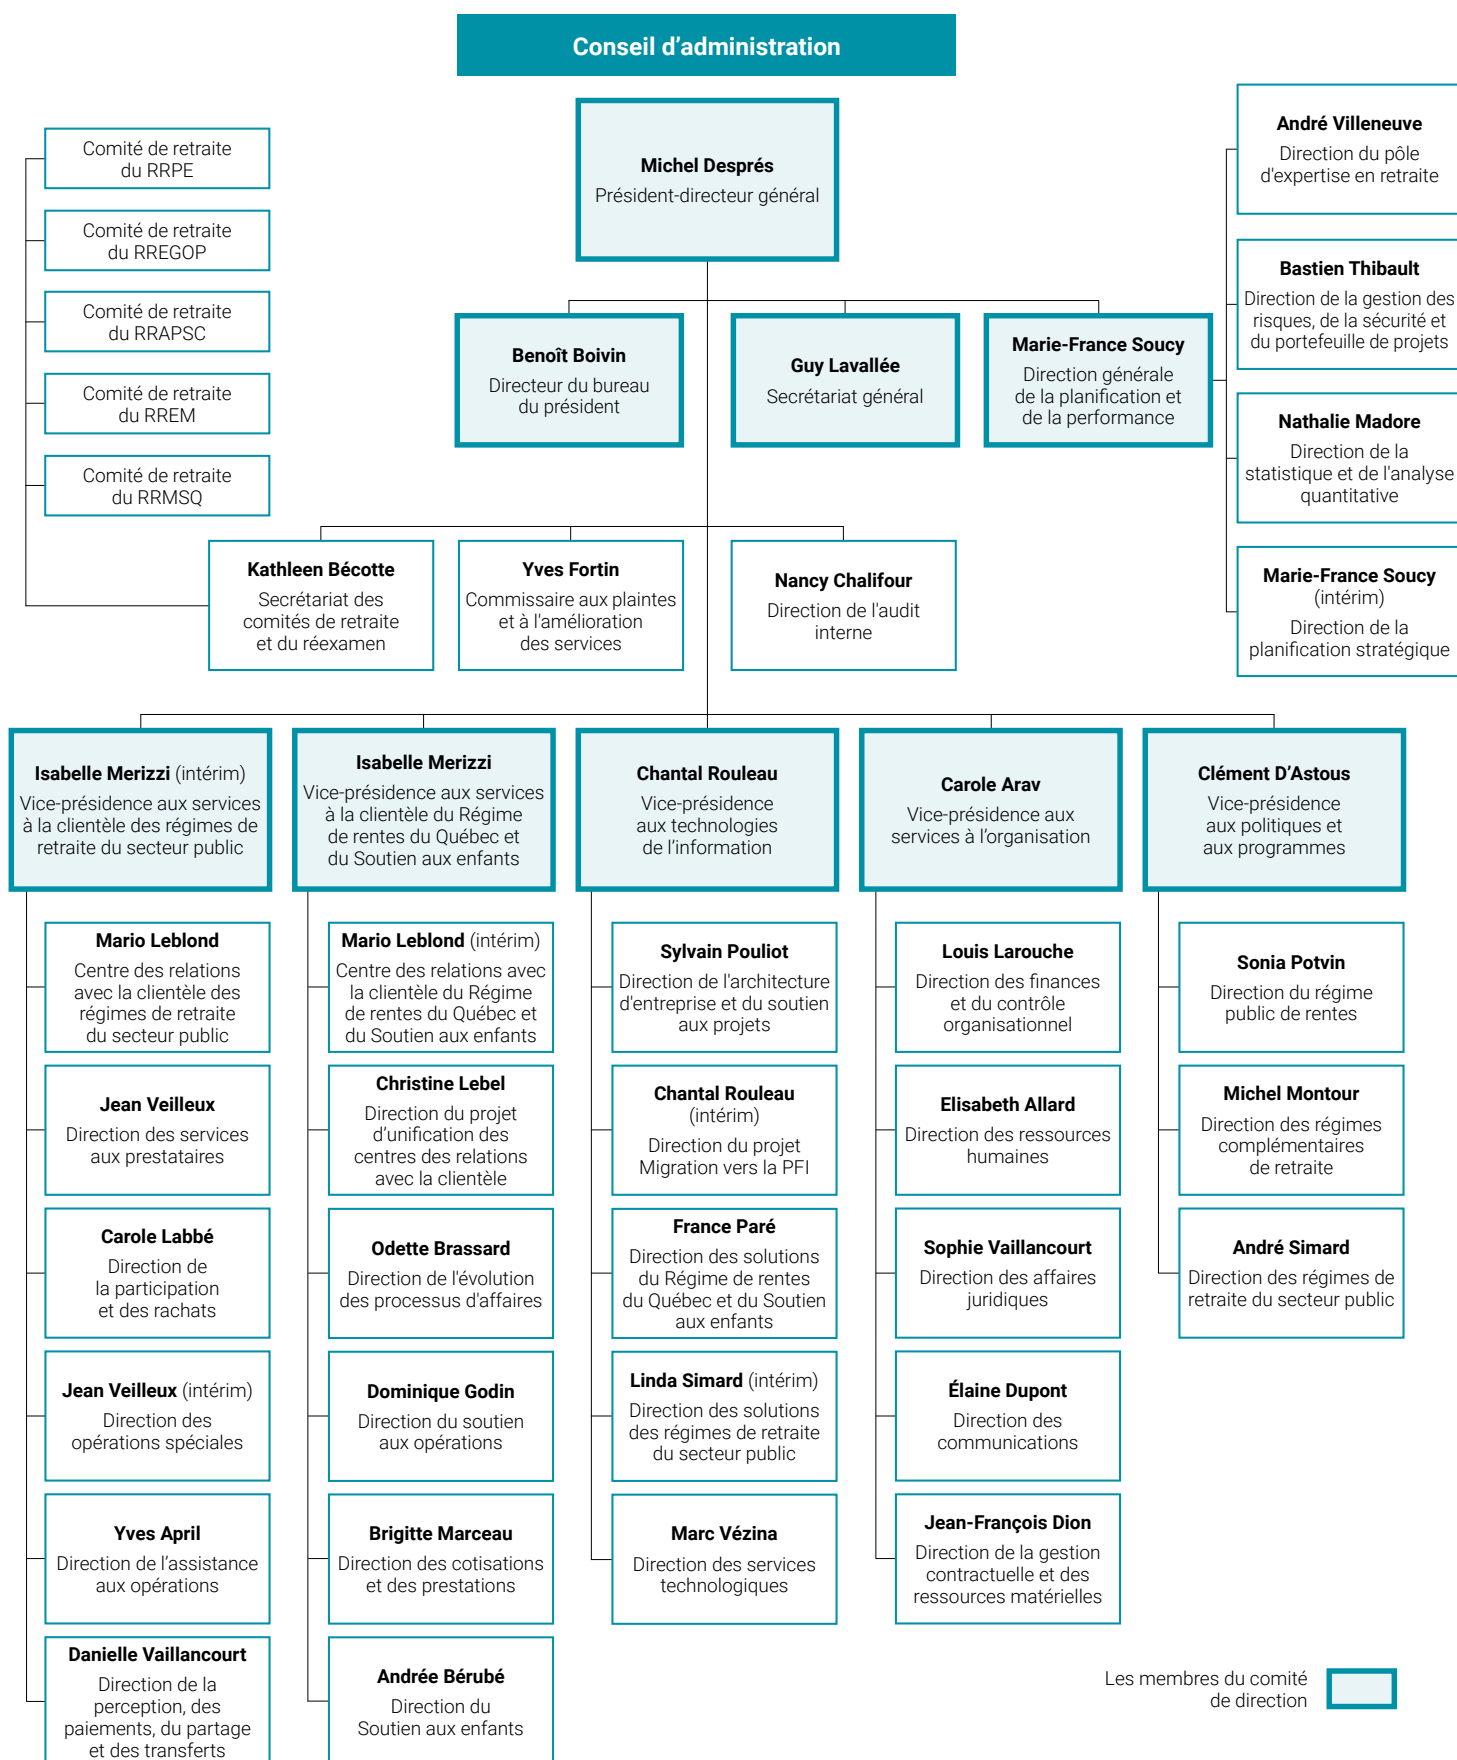 Conseil d’administration
Michel Després
Président-directeur général
Comité de retraite
du RRPE
Comité de retraite
du RREGOP
Comité de retraite
du RRAPSC
Comité de retraite
du RREM
Comité de retraite
du RRMSQ
Benoît Boivin
Directeur du bureau
du président
Guy Lavallée
Secrétariat général
Marie-France Soucy
Direction générale
de la planification et
de la performance
André Villeneuve
Direction du pôle
d'expertise en retraite
Bastien Thibault
Direction de la gestion des
risques, de la sécurité et
du portefeuille de projets
Nathalie Madore
Direction de la
statistique et de l'analyse
quantitative
Marie-France Soucy
(intérim)
Direction de la
planification stratégique
Kathleen Bécotte
Secrétariat des
comités de retraite
et du réexamen
Yves Fortin
Commissaire aux plaintes
et à l'amélioration
des services
Nancy Chalifour
Direction de l'audit
interne
Isabelle Merizzi (intérim)
Vice-présidence aux services
à la clientèle des régimes de
retraite du secteur public
Mario Leblond
Centre des relations
avec la clientèle des
régimes de retraite
du secteur public
Jean Veilleux
Direction des services
aux prestataires
Carole Labbé
Direction de
la participation
et des rachats
Jean Veilleux (intérim)
Direction des
opérations spéciales
Yves April
Direction de l’assistance
aux opérations
Danielle Vaillancourt
Direction de la
perception, des
paiements, du partage
et des transferts
Isabelle Merizzi
Vice-présidence aux services
à la clientèle du Régime
de rentes du Québec et
du Soutien aux enfants
Mario Leblond (intérim)
Centre des relations avec
la clientèle du Régime
de rentes du Québec et
du Soutien aux enfants
Christine Lebel
Direction du projet
d’unification des
centres des relations
avec la clientèle
Odette Brassard
Direction de l'évolution
des processus d'affaires
Dominique Godin
Direction du soutien
aux opérations
Brigitte Marceau
Direction des cotisations
et des prestations
Andrée Bérubé
Direction du
Soutien aux enfants
Chantal Rouleau
Vice-présidence
aux technologies
de l’information
Sylvain Pouliot
Direction de l'architecture
d'entreprise et du soutien
aux projets
Chantal Rouleau
(intérim)
Direction du projet
Migration vers la PFI
France Paré
Direction des solutions
du Régime de rentes
du Québec et du Soutien
aux enfants
Linda Simard (intérim)
Direction des solutions
des régimes de retraite
du secteur public
Marc Vézina
Direction des services
technologiques
Carole Arav
Vice-présidence aux
services à l’organisation
Louis Larouche
Direction des finances
et du contrôle
organisationnel
Elisabeth Allard
Direction des ressources
humaines
Sophie Vaillancourt
Direction des affaires
juridiques
Élaine Dupont
Direction des
communications
Jean-François Dion
Direction de la gestion
contractuelle et des
ressources matérielles
Clément D’Astous
Vice-présidence
aux politiques et
aux programmes
Sonia Potvin
Direction du régime
public de rentes
Michel Montour
Direction des régimes
complémentaires
de retraite
André Simard
Direction des régimes de
retraite du secteur public
Les membres du comité
de direction